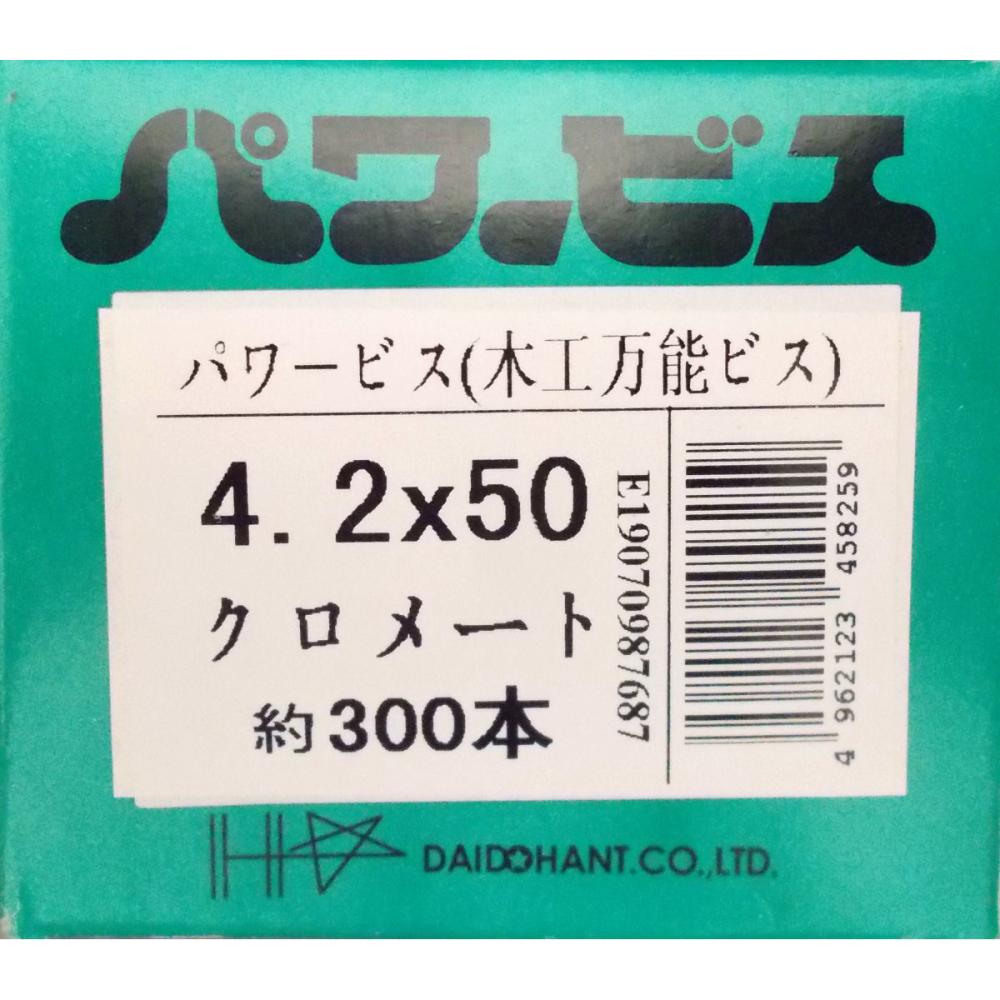 パワービス
パワービス(木工万能ビス)
4. 2x50
クロメート
約300本
E19070987687
4 962123 458259
DAIDOHANT.CO.,LTD.